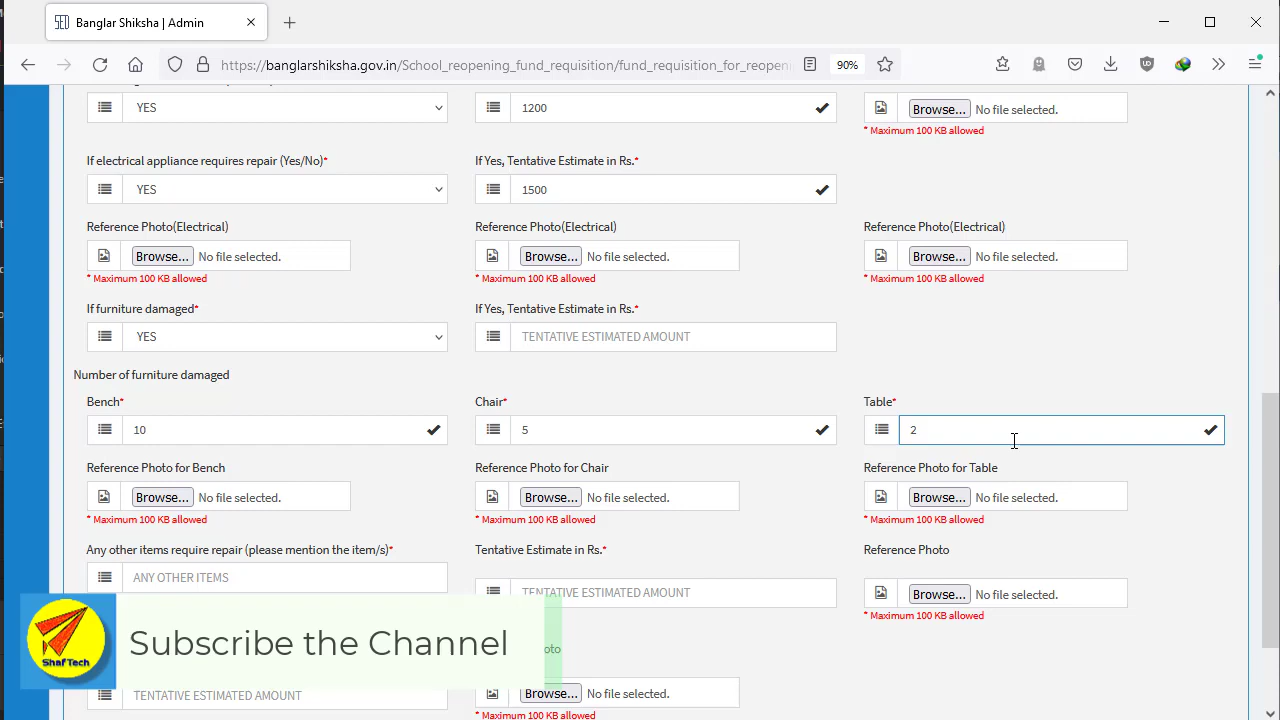 SED Banglar Shiksha | Admin
https://banglarshiksha.gov.in/School_reopening_fund_requisition/fund_requisition_for_reopenin
90%
YES
1200
Browse... No file selected.
* Maximum 100 KB allowed
If electrical appliance requires repair (Yes/No)*
If Yes, Tentative Estimate in Rs.*
YES
1500
Reference Photo(Electrical)
Reference Photo(Electrical)
Reference Photo(Electrical)
Browse... No file selected.
Browse... No file selected.
Browse... No file selected.
* Maximum 100 KB allowed
* Maximum 100 KB allowed
* Maximum 100 KB allowed
If furniture damaged*
If Yes, Tentative Estimate in Rs.*
YES
TENTATIVE ESTIMATED AMOUNT
Number of furniture damaged
Bench*
Chair*
Table*
10
5
2
Reference Photo for Bench
Reference Photo for Chair
Reference Photo for Table
Browse... No file selected.
Browse... No file selected.
Browse... No file selected.
* Maximum 100 KB allowed
* Maximum 100 KB allowed
* Maximum 100 KB allowed
Any other items require repair (please mention the item/s)*
Tentative Estimate in Rs.*
Reference Photo
ANY OTHER ITEMS
TENTATIVE ESTIMATED AMOUNT
Browse... No file selected.
* Maximum 100 KB allowed
Shaf Tech
Subscribe the Channel
oto
TENTATIVE ESTIMATED AMOUNT
Browse... No file selected.
* Maximum 100 KB allowed